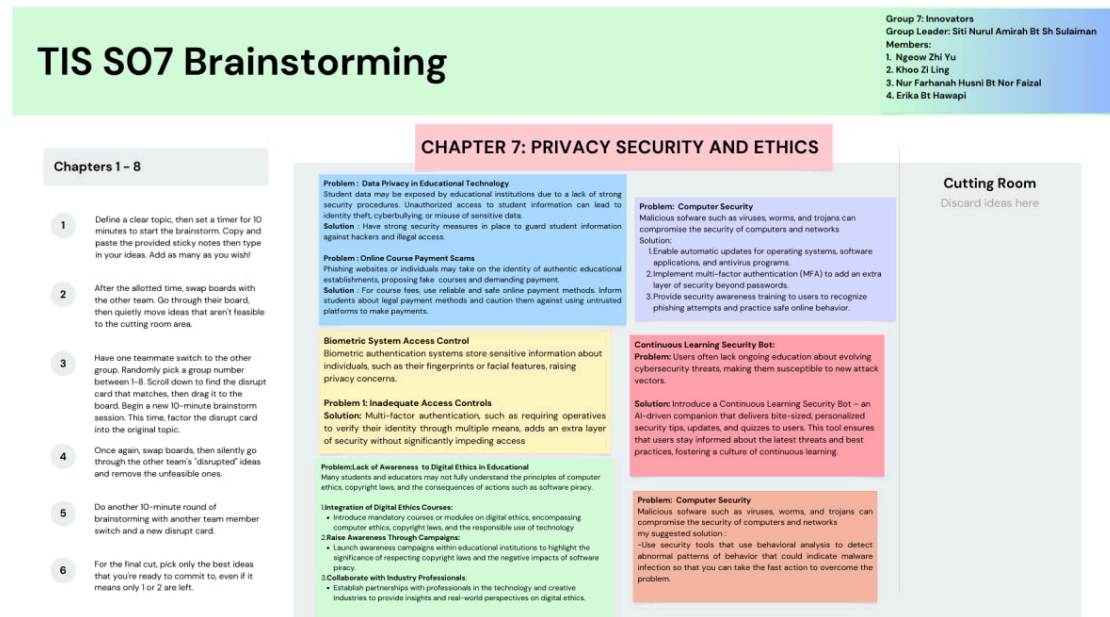 TIS S07 Brainstorming
Group 7: Innovators
Group Leader: Siti Nurul Amirah Bt Sh Sulaiman
Members:
1. Ngeow Zhi Yu
2. Khoo Zi Ling
3. Nur Farhanah Husni Bt Nor Faizal
4. Erika Bt Hawapi
Chapters 1 - 8
1
Define a clear topic, then set a timer for 10
minutes to start the brainstorm. Copy and
paste the provided sticky notes then type
in your ideas. Add as many as you wish!
2
After the allotted time, swap boards with
the other team. Go through their board,
then quietly move ideas that aren't feasible
to the cutting room area.
3
Have one teammate switch to the other
group. Randomly pick a group number
between 1-8. Scroll down to find the disrupt
card that matches, then drag it to the
board. Begin a new 10-minute brainstorm
session. This time, factor the disrupt card
into the original topic.
4
Once again, swap boards, then silently go
through the other team's "disrupted" ideas
and remove the unfeasible ones.
5
Do another 10-minute round of
brainstorming with another team member
switch and a new disrupt card.
6
For the final cut, pick only the best ideas
that you're ready to commit to, even if it
means only 1 or 2 are left.
CHAPTER 7: PRIVACY SECURITY AND ETHICS
Problem : Data Privacy in Educational Technology
Student data may be exposed by educational institutions due to a lack of strong
security procedures. Unauthorized access to student information can lead to
identity theft, cyberbullying, or misuse of sensitive data.
Solution : Have strong security measures in place to guard student information
against hackers and illegal access.
Problem : Online Course Payment Scams
Phishing websites or individuals may take on the identity of authentic educational
establishments, proposing fake courses and demanding payment.
Solution : For course fees, use reliable and safe online payment methods. Inform
students about legal payment methods and caution them against using untrusted
platforms to make payments.
Biometric System Access Control
Biometric authentication systems store sensitive information about
individuals, such as their fingerprints or facial features, raising
privacy concerns.
Problem 1: Inadequate Access Controls
Solution: Multi-factor authentication, such as requiring operatives
to verify their identity through multiple means, adds an extra layer
of security without significantly impeding access
Problem:Lack of Awareness to Digital Ethics in Educational
Many students and educators may not fully understand the principles of computer
ethics, copyright laws, and the consequences of actions such as software piracy.
1.Integration of Digital Ethics Courses:
• Introduce mandatory courses or modules on digital ethics, encompassing
computer ethics, copyright laws, and the responsible use of technology
2.Raise Awareness Through Campaigns:
• Launch awareness campaigns within educational institutions to highlight the
significance of respecting copyright laws and the negative impacts of software
piracy.
3.Collaborate with Industry Professionals:
• Establish partnerships with professionals in the technology and creative
industries to provide insights and real-world perspectives on digital ethics.
Problem: Computer Security
Malicious sofware such as viruses, worms, and trojans can
compromise the security of computers and networks
Solution:
1.Enable automatic updates for operating systems, software
applications, and antivirus programs.
2.Implement multi-factor authentication (MFA) to add an extra
layer of security beyond passwords.
3.Provide security awareness training to users to recognize
phishing attempts and practice safe online behavior.
Continuous Learning Security Bot:
Problem: Users often lack ongoing education about evolving
cybersecurity threats, making them susceptible to new attack
vectors.
Solution: Introduce a Continuous Learning Security Bot – an
AI-driven companion that delivers bite-sized, personalized
security tips, updates, and quizzes to users. This tool ensures
that users stay informed about the latest threats and best
practices, fostering a culture of continuous learning.
Problem: Computer Security
Malicious sofware such as viruses, worms, and trojans can
compromise the security of computers and networks
my suggested solution :
-Use security tools that use behavioral analysis to detect
abnormal patterns of behavior that could indicate malware
infection so that you can take the fast action to overcome the
problem.
Cutting Room
Discard ideas here